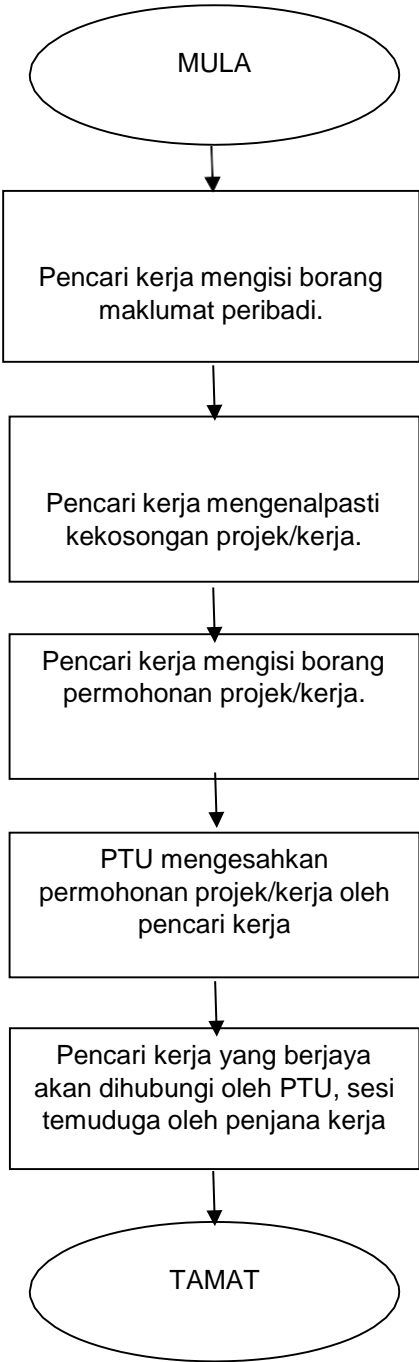 MULA
Pencari kerja mengisi borang
maklumat peribadi.
Pencari kerja mengenalpasti
kekosongan projek/kerja.
Pencari kerja mengisi borang
permohonan projek/kerja.
PTU mengesahkan
permohonan projek/kerja oleh
pencari kerja
Pencari kerja yang berjaya
akan dihubungi oleh PTU, sesi
temuduga oleh penjana kerja
TAMAT